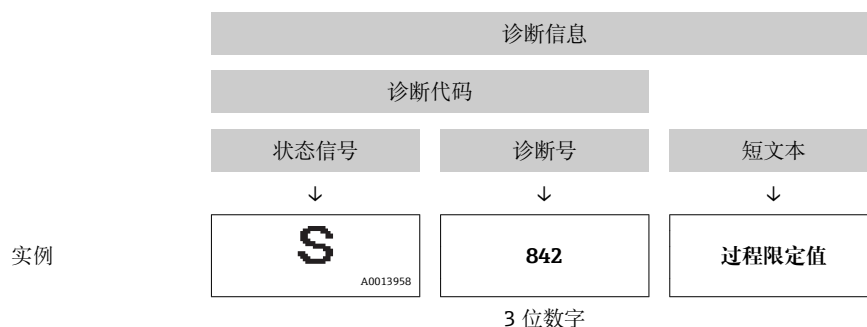 诊断信息
诊断代码
状态信号 诊断号 短文本
↓ ↓ ↓
实例 S 842 过程限定值
A0013958
3 位数字